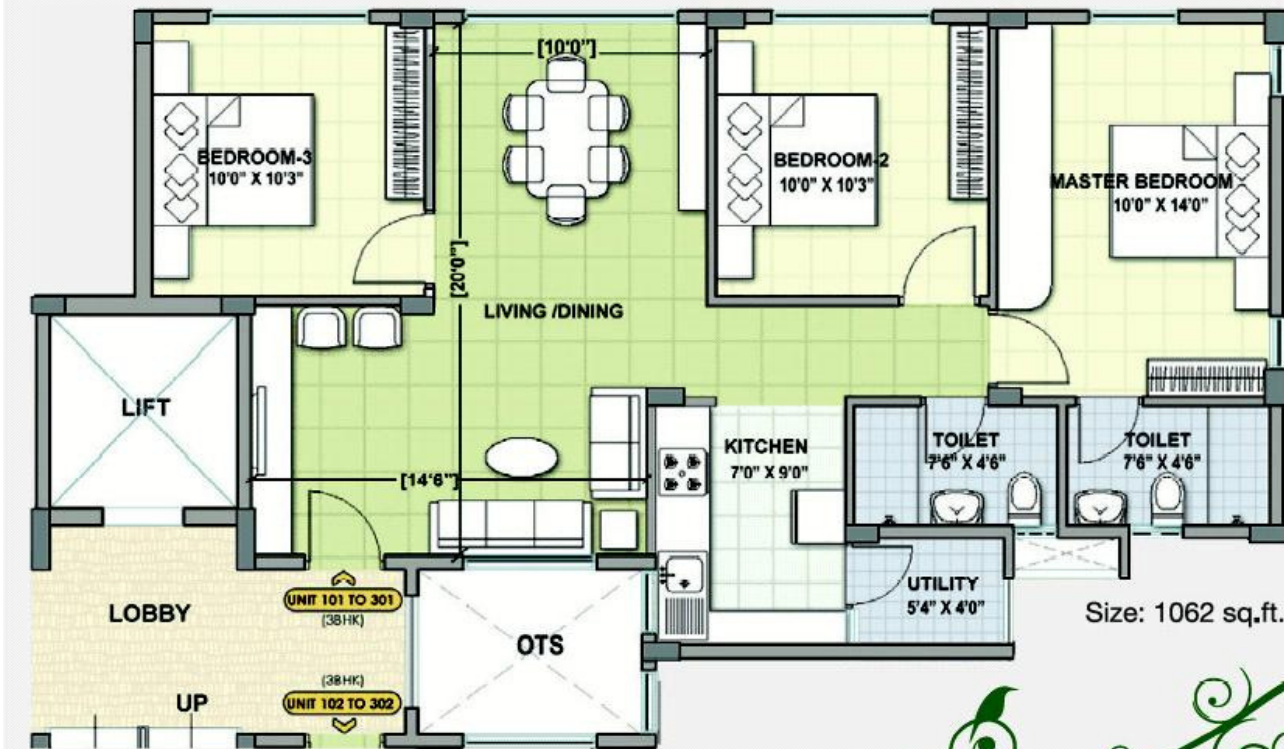 [10'0"]
BEDROOM-3
10'0" X 10'3"
BEDROOM-2
10'0" X 10'3"
MASTER BEDROOM
10'0" X 14'0"
[20'0"]
LIVING /DINING
LIFT
[14'6"]
KITCHEN
7'0" X 9'0"
TOILET
7'6" X 4'6"
TOILET
7'6" X 4'6"
UTILITY
5'4" X 4'0"
Size: 1062 sq.ft.
LOBBY
UNIT 101 TO 301
(3BHK)
OTS
(3BHK)
UNIT 102 TO 302
UP